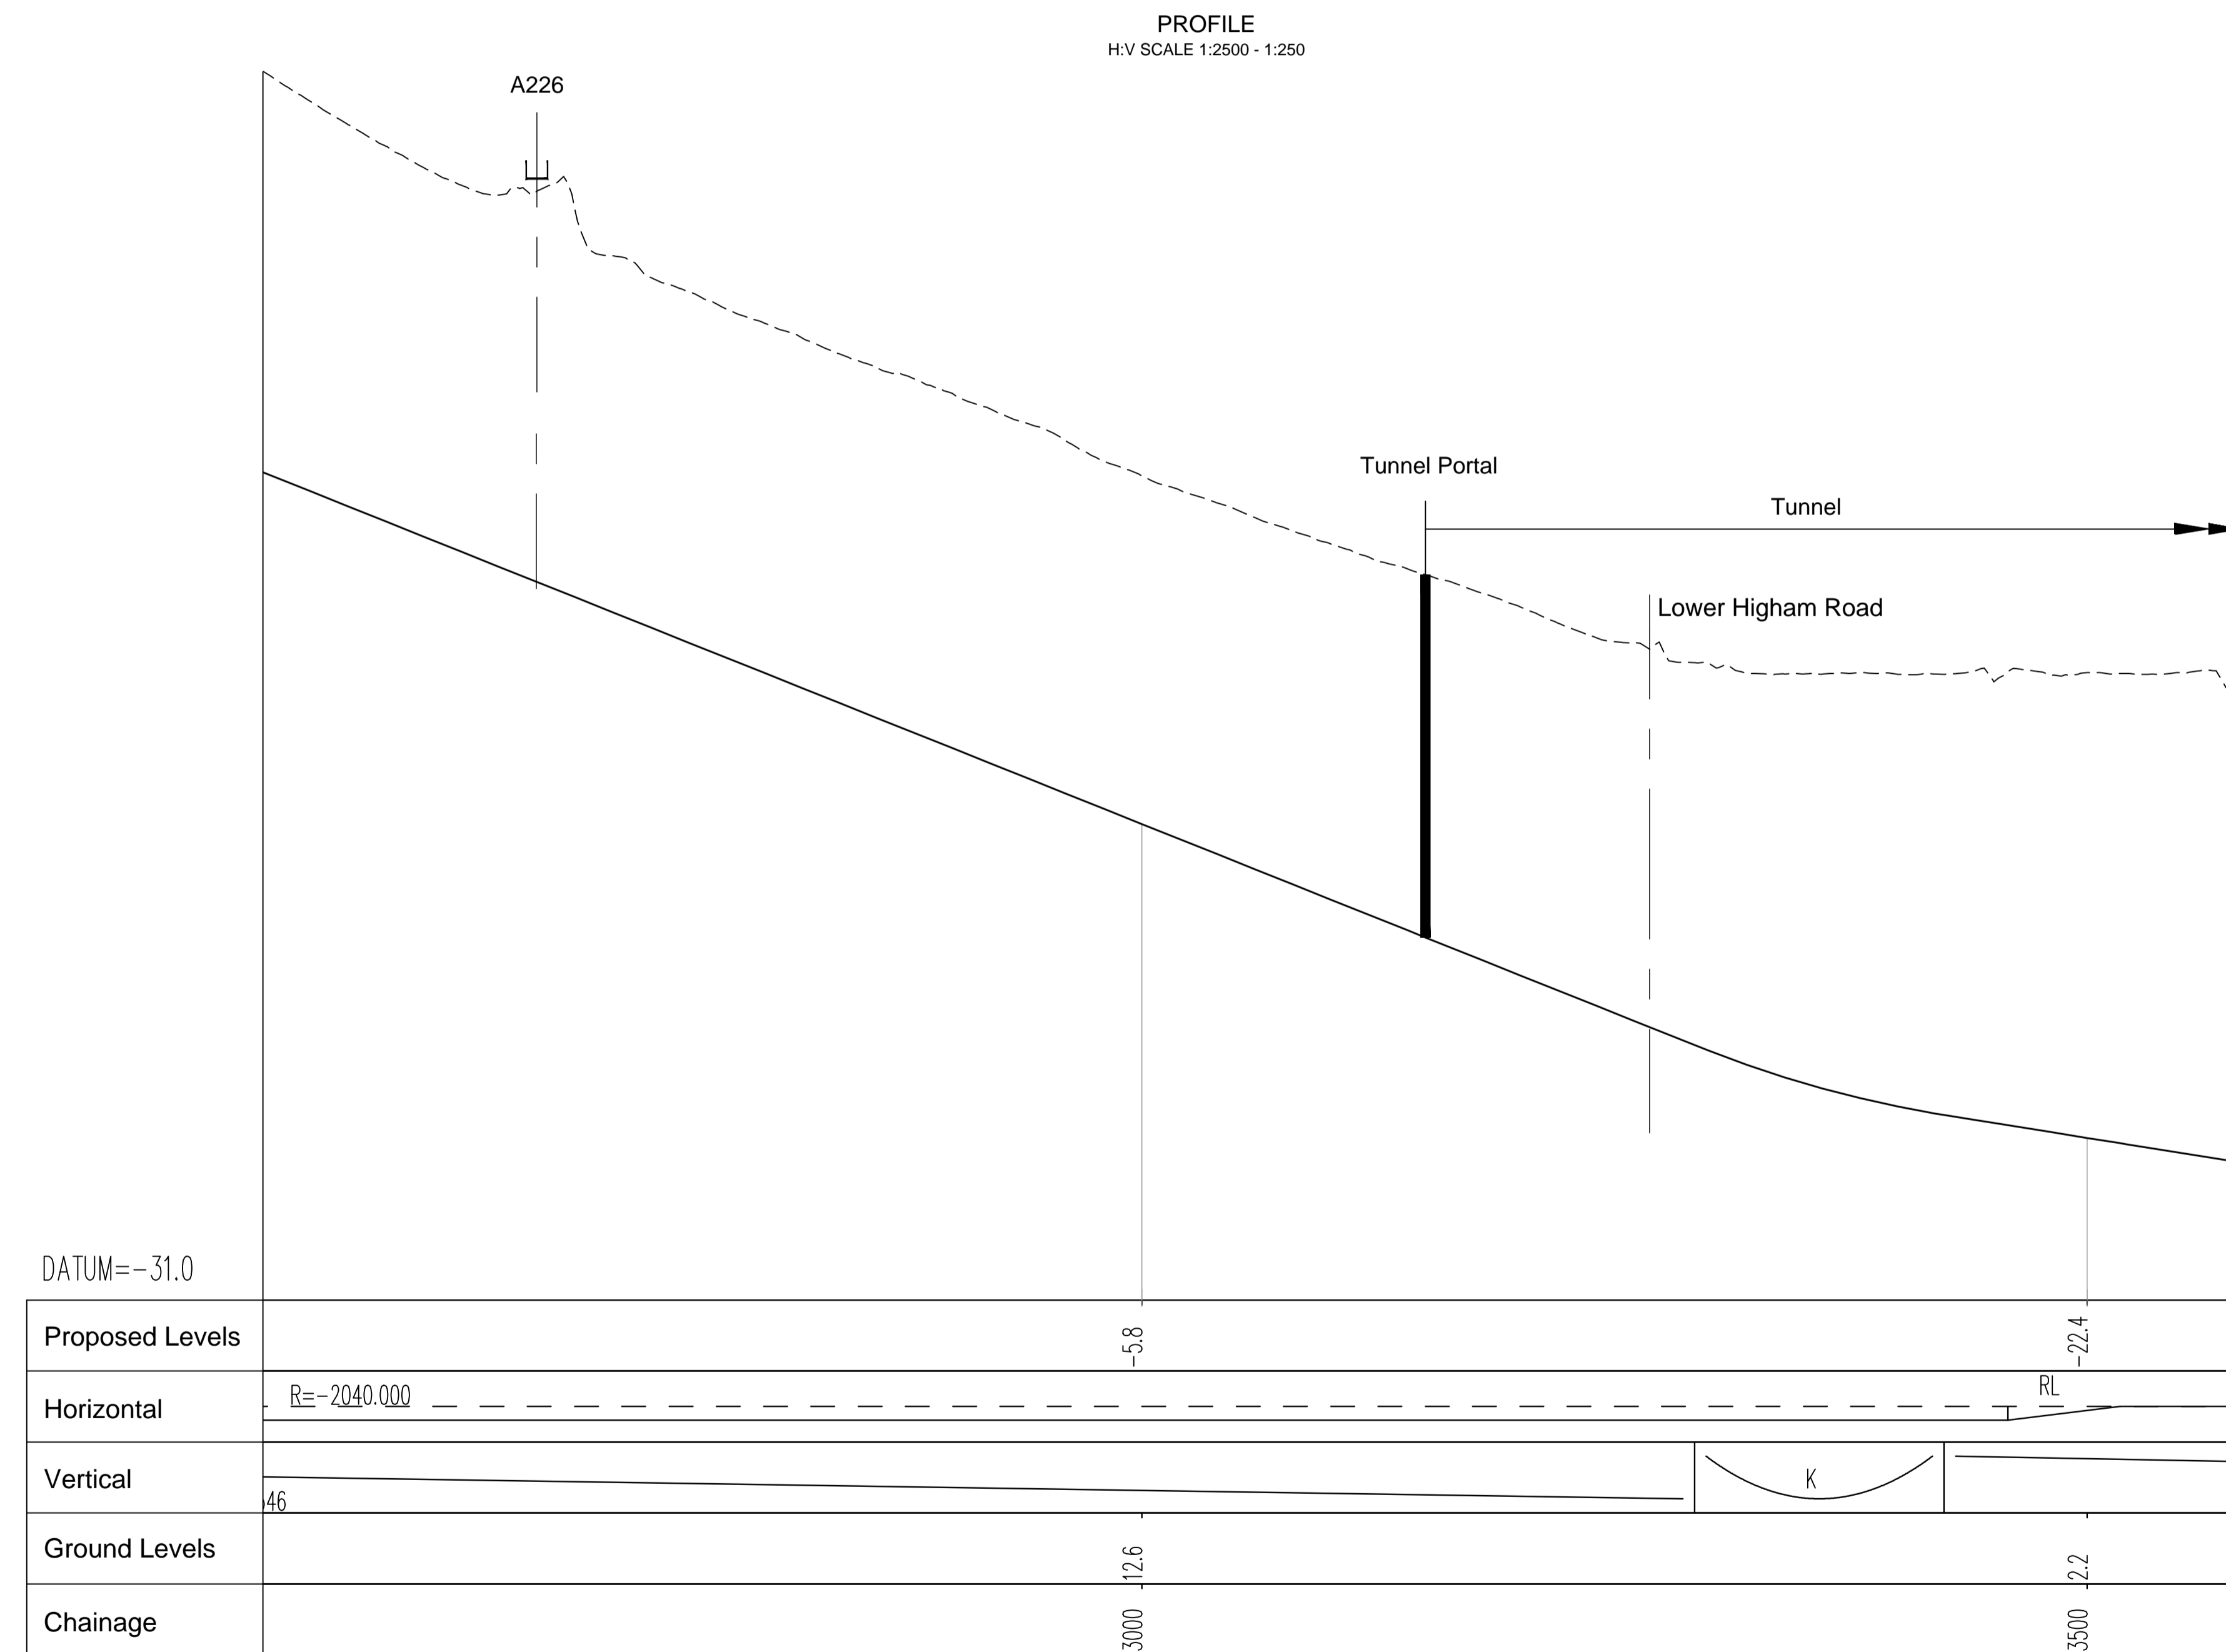 PROFILE
H:V SCALE 1:2500 - 1:250
A226
Tunnel Portal
Tunnel
Lower Higham Road
DATUM=-31.0
Proposed Levels
-5.8
-22.4
Horizontal
R=-2040.000
RL
Vertical
46
K
Ground Levels
12.6
2.2
Chainage
3000
3500